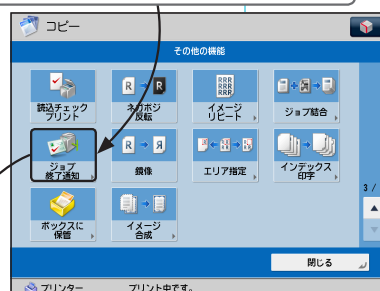 コピー
その他の機能
読込チェック
プリント
ネガポジ
反転
イメージ
リピート
ジョブ結合
ジョブ
終了通知
鏡像
エリア指定
インデックス
印字
ボックスに
保管
イメージ
合成
3 /
閉じる
プリンター プリント中です。